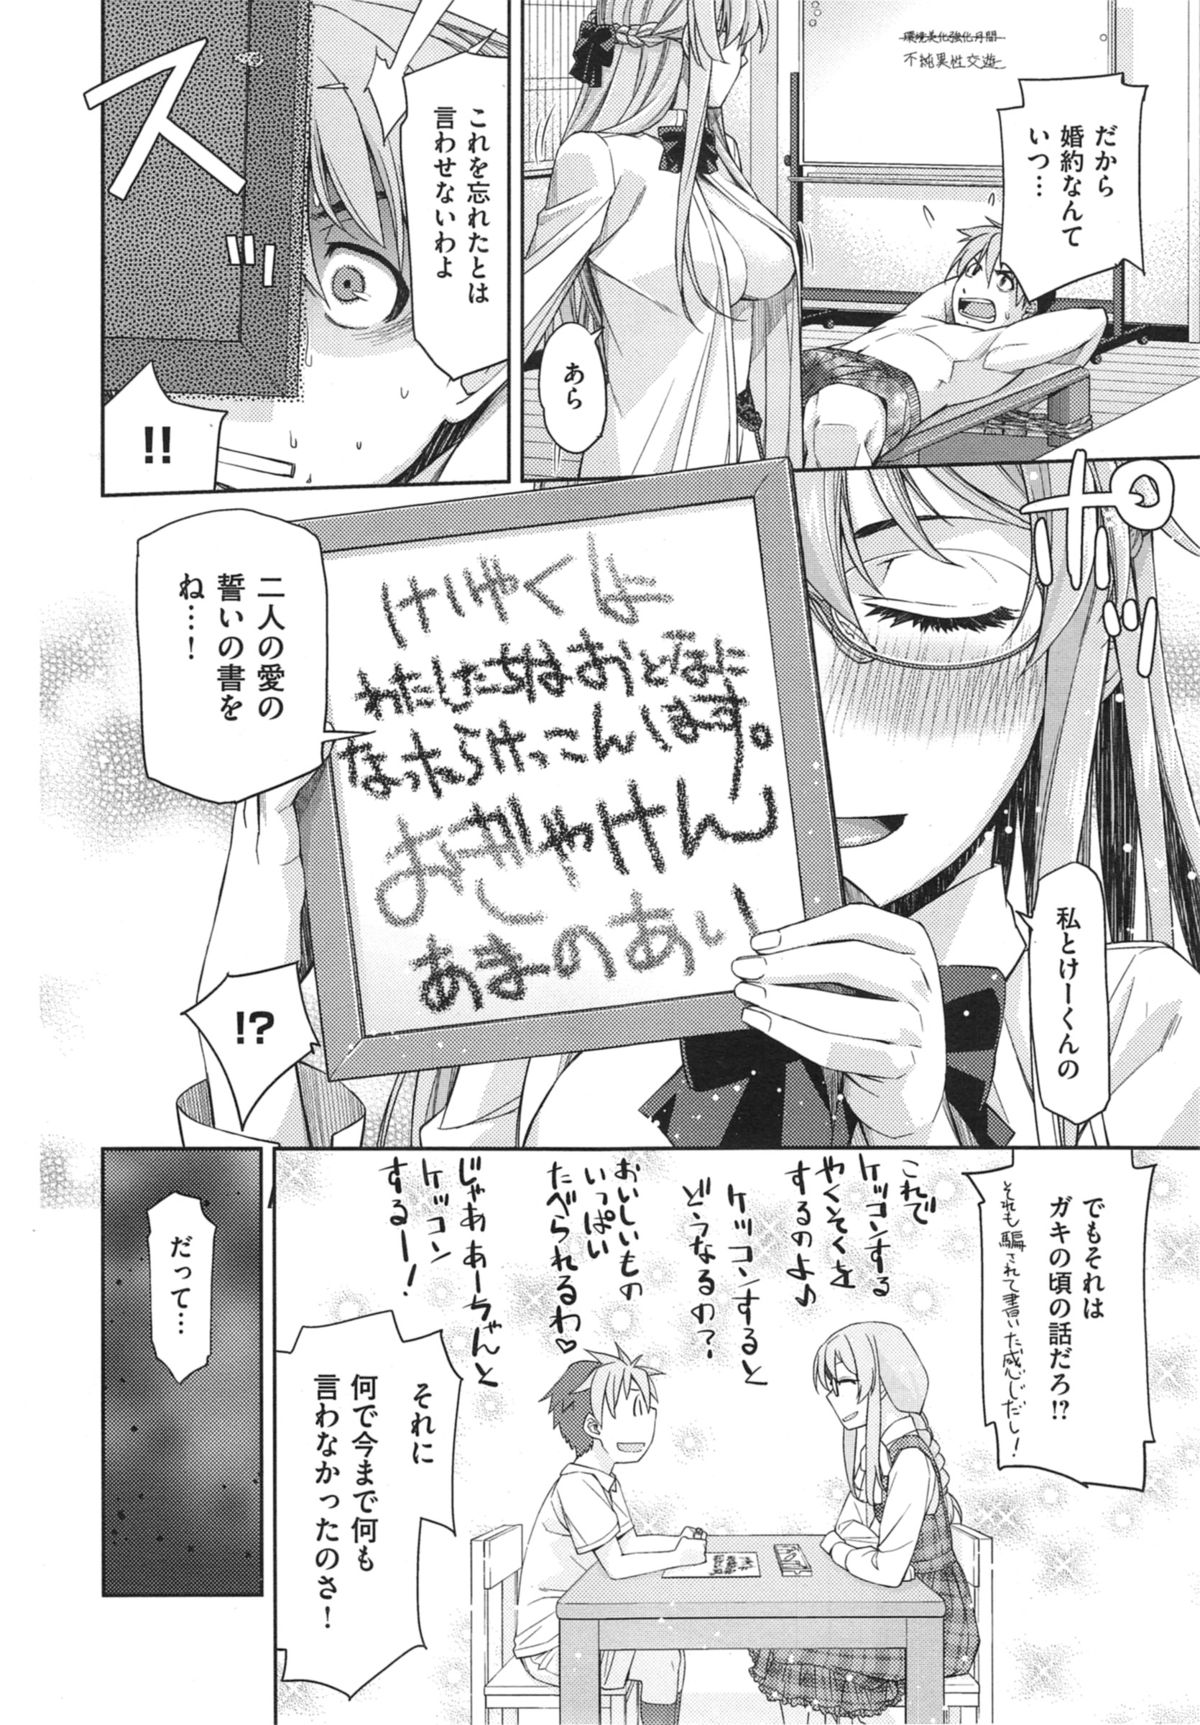 環境美化強化月間
不純異性交遊
だから
婚約なんて
いつ…
あら
これを忘れたとは
言わせないわよ
ス
!!
パ
私とけーくんの
けいやくしよ
わたしたちはおとなに
なったらけっこんします。
おぎしゃけん
あまのあい
二人の愛の
誓いの書を
ね…!
!?
でもそれは
ガキの頃の話だろ!?
それも騙されて書いた感じだし!
これで
ケッコンする
やくそくを
するのよ♪
ケッコンすると
どうなるの?
おいしいもの
いっぱい
たべられるわ♡
じゃああーちゃんと
ケッコン
するー!
それに
何で今まで何も
言わなかったのさ!
だって…